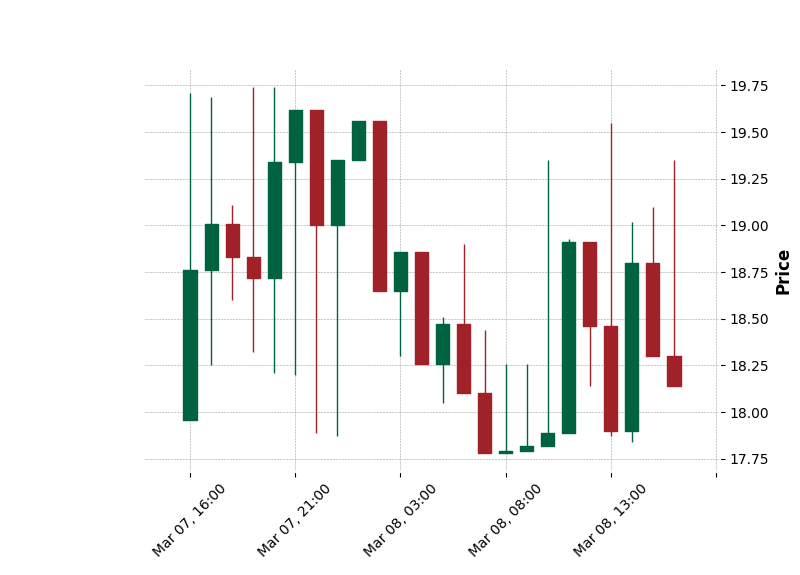 19.75
19.50
19.25
19.00
18.75
18.50
18.25
18.00
17.75
Price
Mar 07, 16:00
Mar 07, 21:00
Mar 08, 03:00
Mar 08, 08:00
Mar 08, 13:00